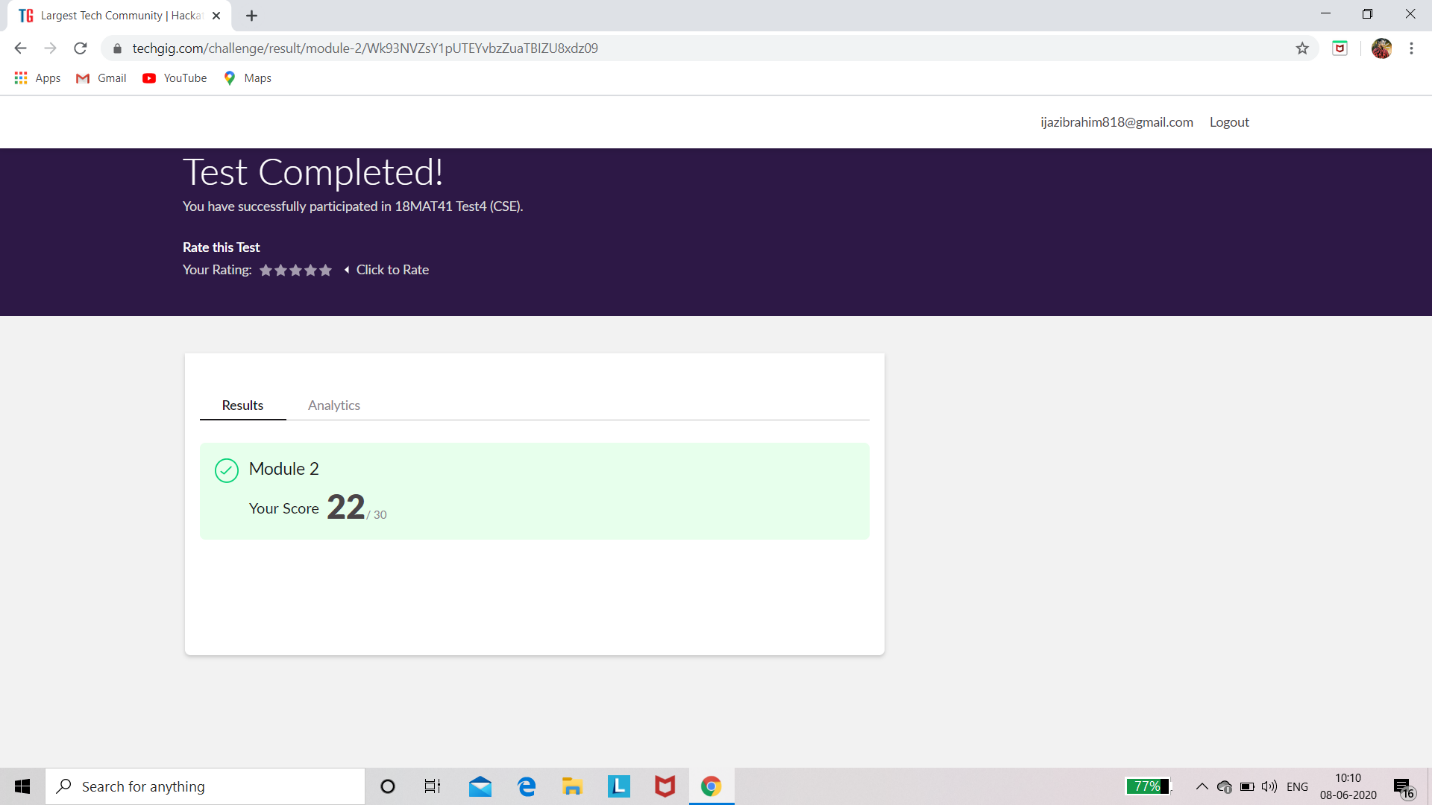 TG Largest Tech Community | Hacka
techgig.com/challenge/result/module-2/Wk93NVZsY1pUTEYvbzZuaTBIZU8xdz09
Apps Gmail YouTube Maps
ijazibrahim818@gmail.com Logout
Test Completed!
You have successfully participated in 18MAT41 Test4 (CSE).
Rate this Test
Your Rating: Click to Rate
Results Analytics
Module 2
Your Score 22 / 30
Search for anything
77%
ENG
10:10
08-06-2020
16